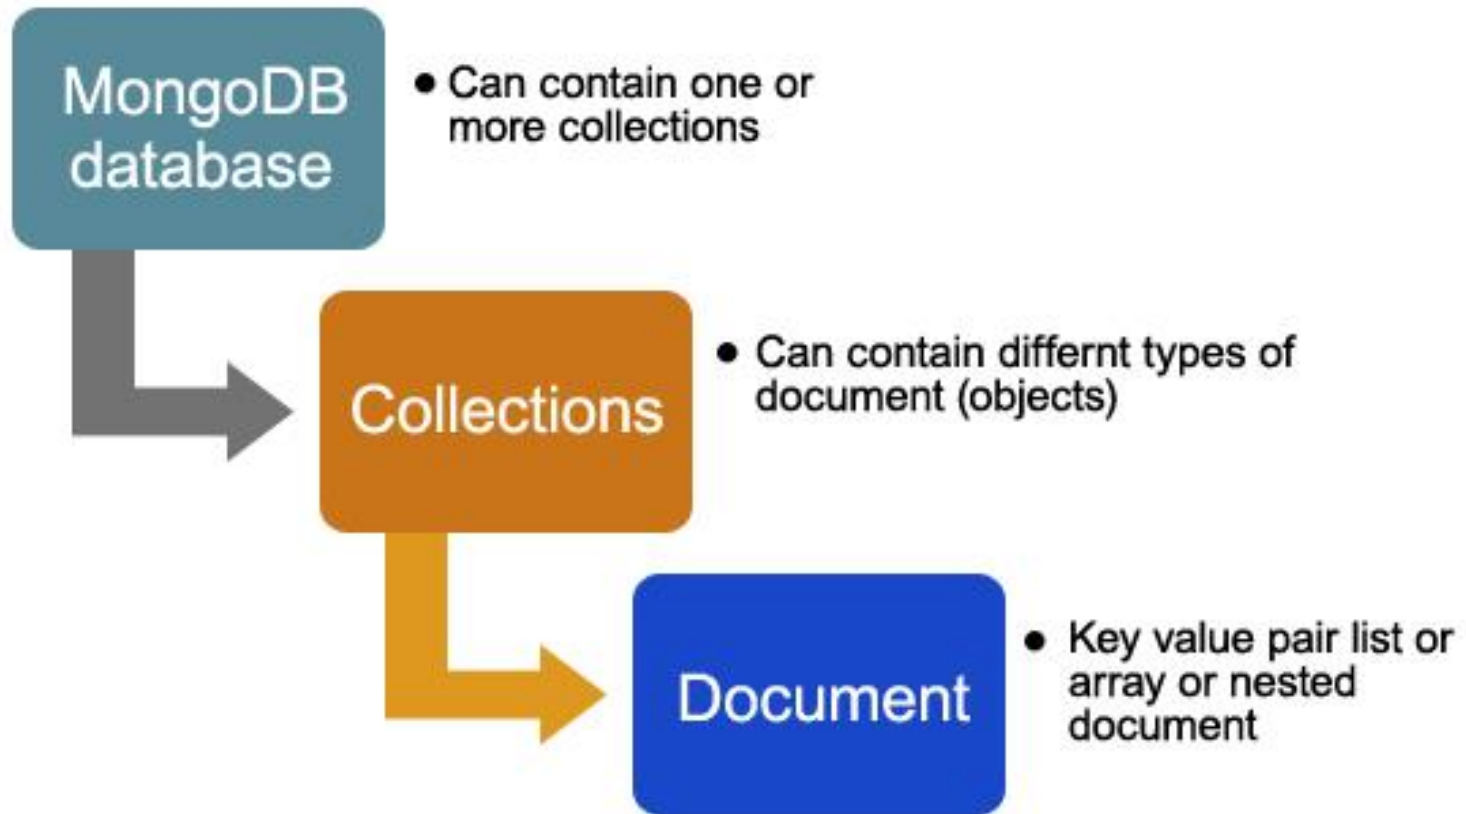 MongoDB
database
• Can contain one or
more collections
Collections
• Can contain differnt types of
document (objects)
Document
• Key value pair list or
array or nested
document